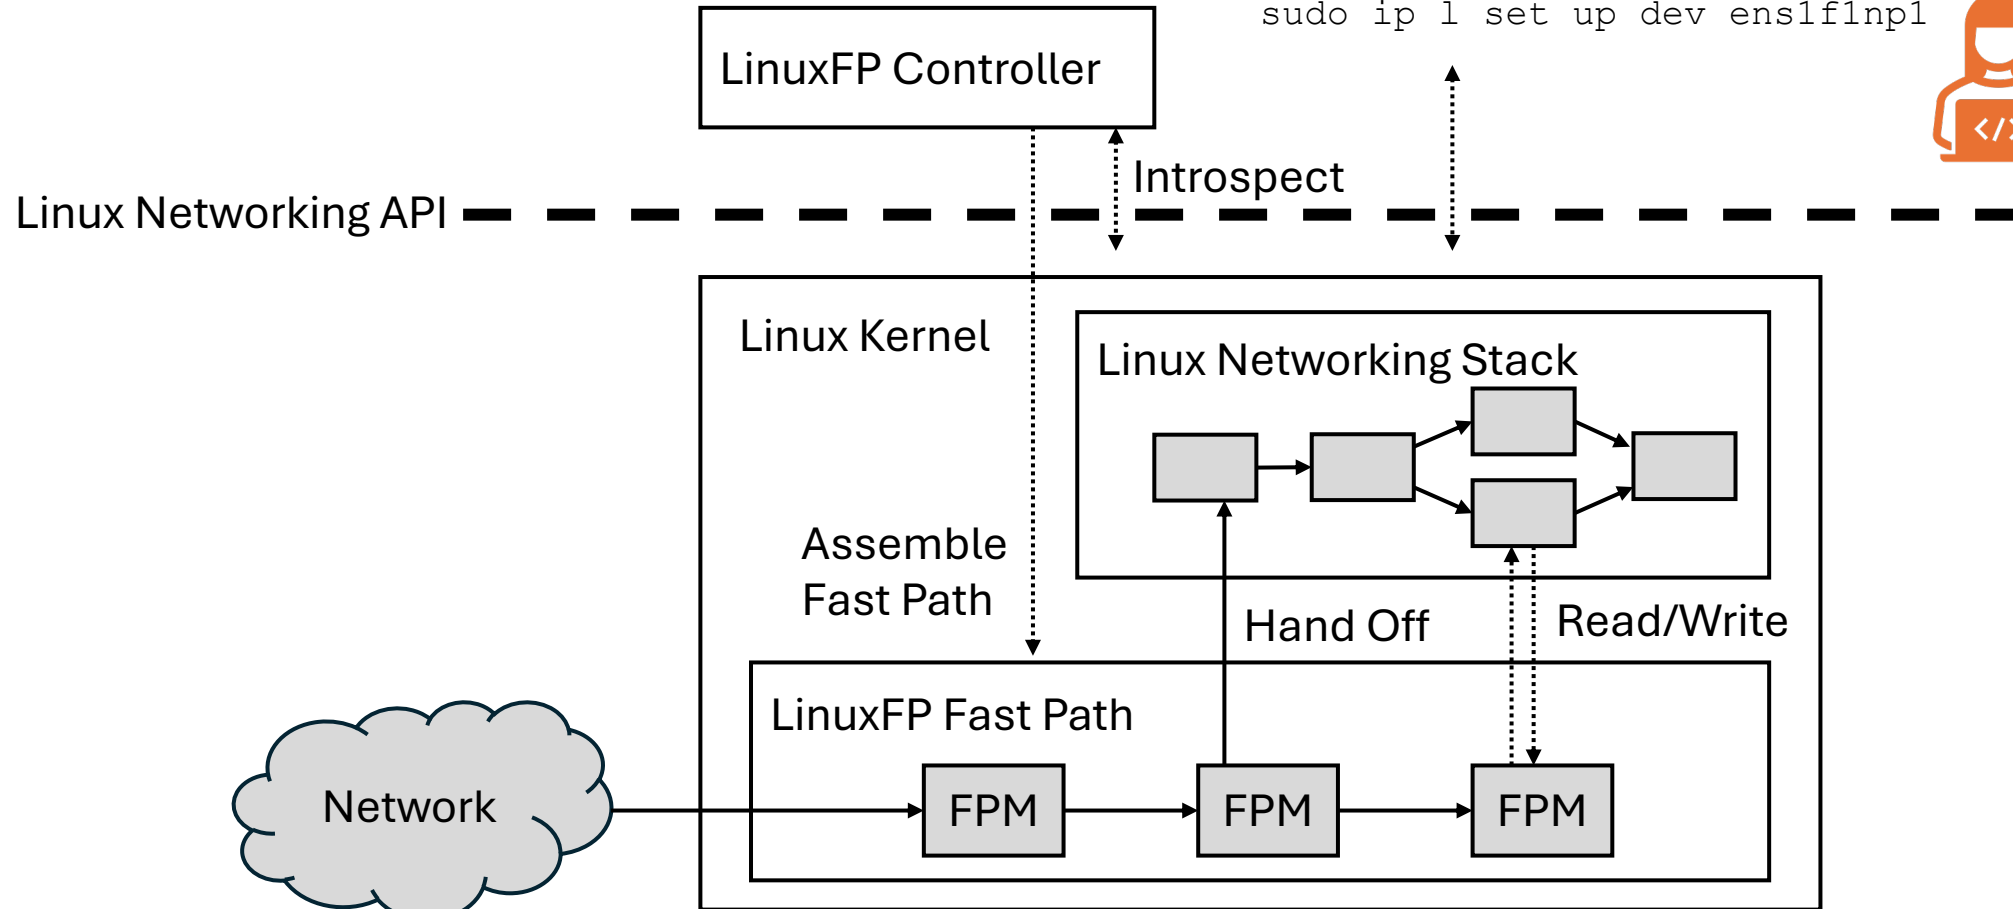 sudo ip l set up dev ens1f1np1
LinuxFP Controller
Introspect
Linux Networking API
Linux Kernel
Linux Networking Stack
Assemble
Fast Path
Hand Off
Read/Write
LinuxFP Fast Path
Network
FPM
FPM
FPM